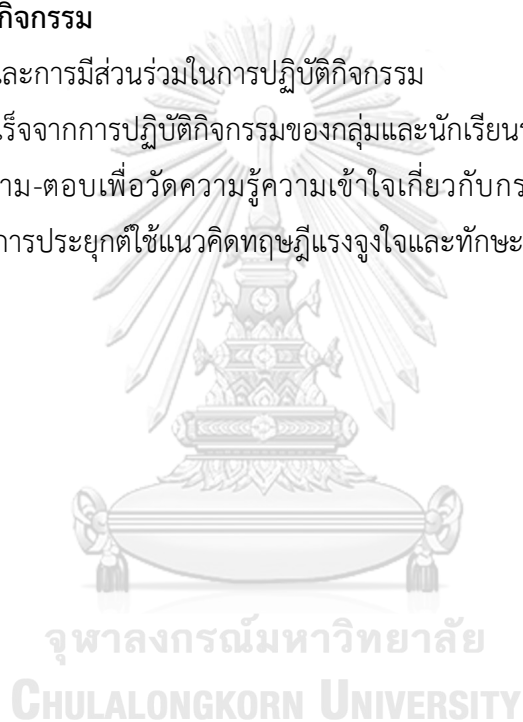 กิจกรรม
และการมีส่วนร่วมในการปฏิบัติกิจกรรม
เร็จจากการปฏิบัติกิจกรรมของกลุ่มและนักเรียน
าม-ตอบเพื่อวัดความรู้ความเข้าใจเกี่ยวกับกร
การประยุกต์ใช้แนวคิดทฤษฎีแรงจูงใจและทักษะ
จุฬาลงกรณ์มหาวิทยาลัย
CHULALONGKORN UNIVERSITY